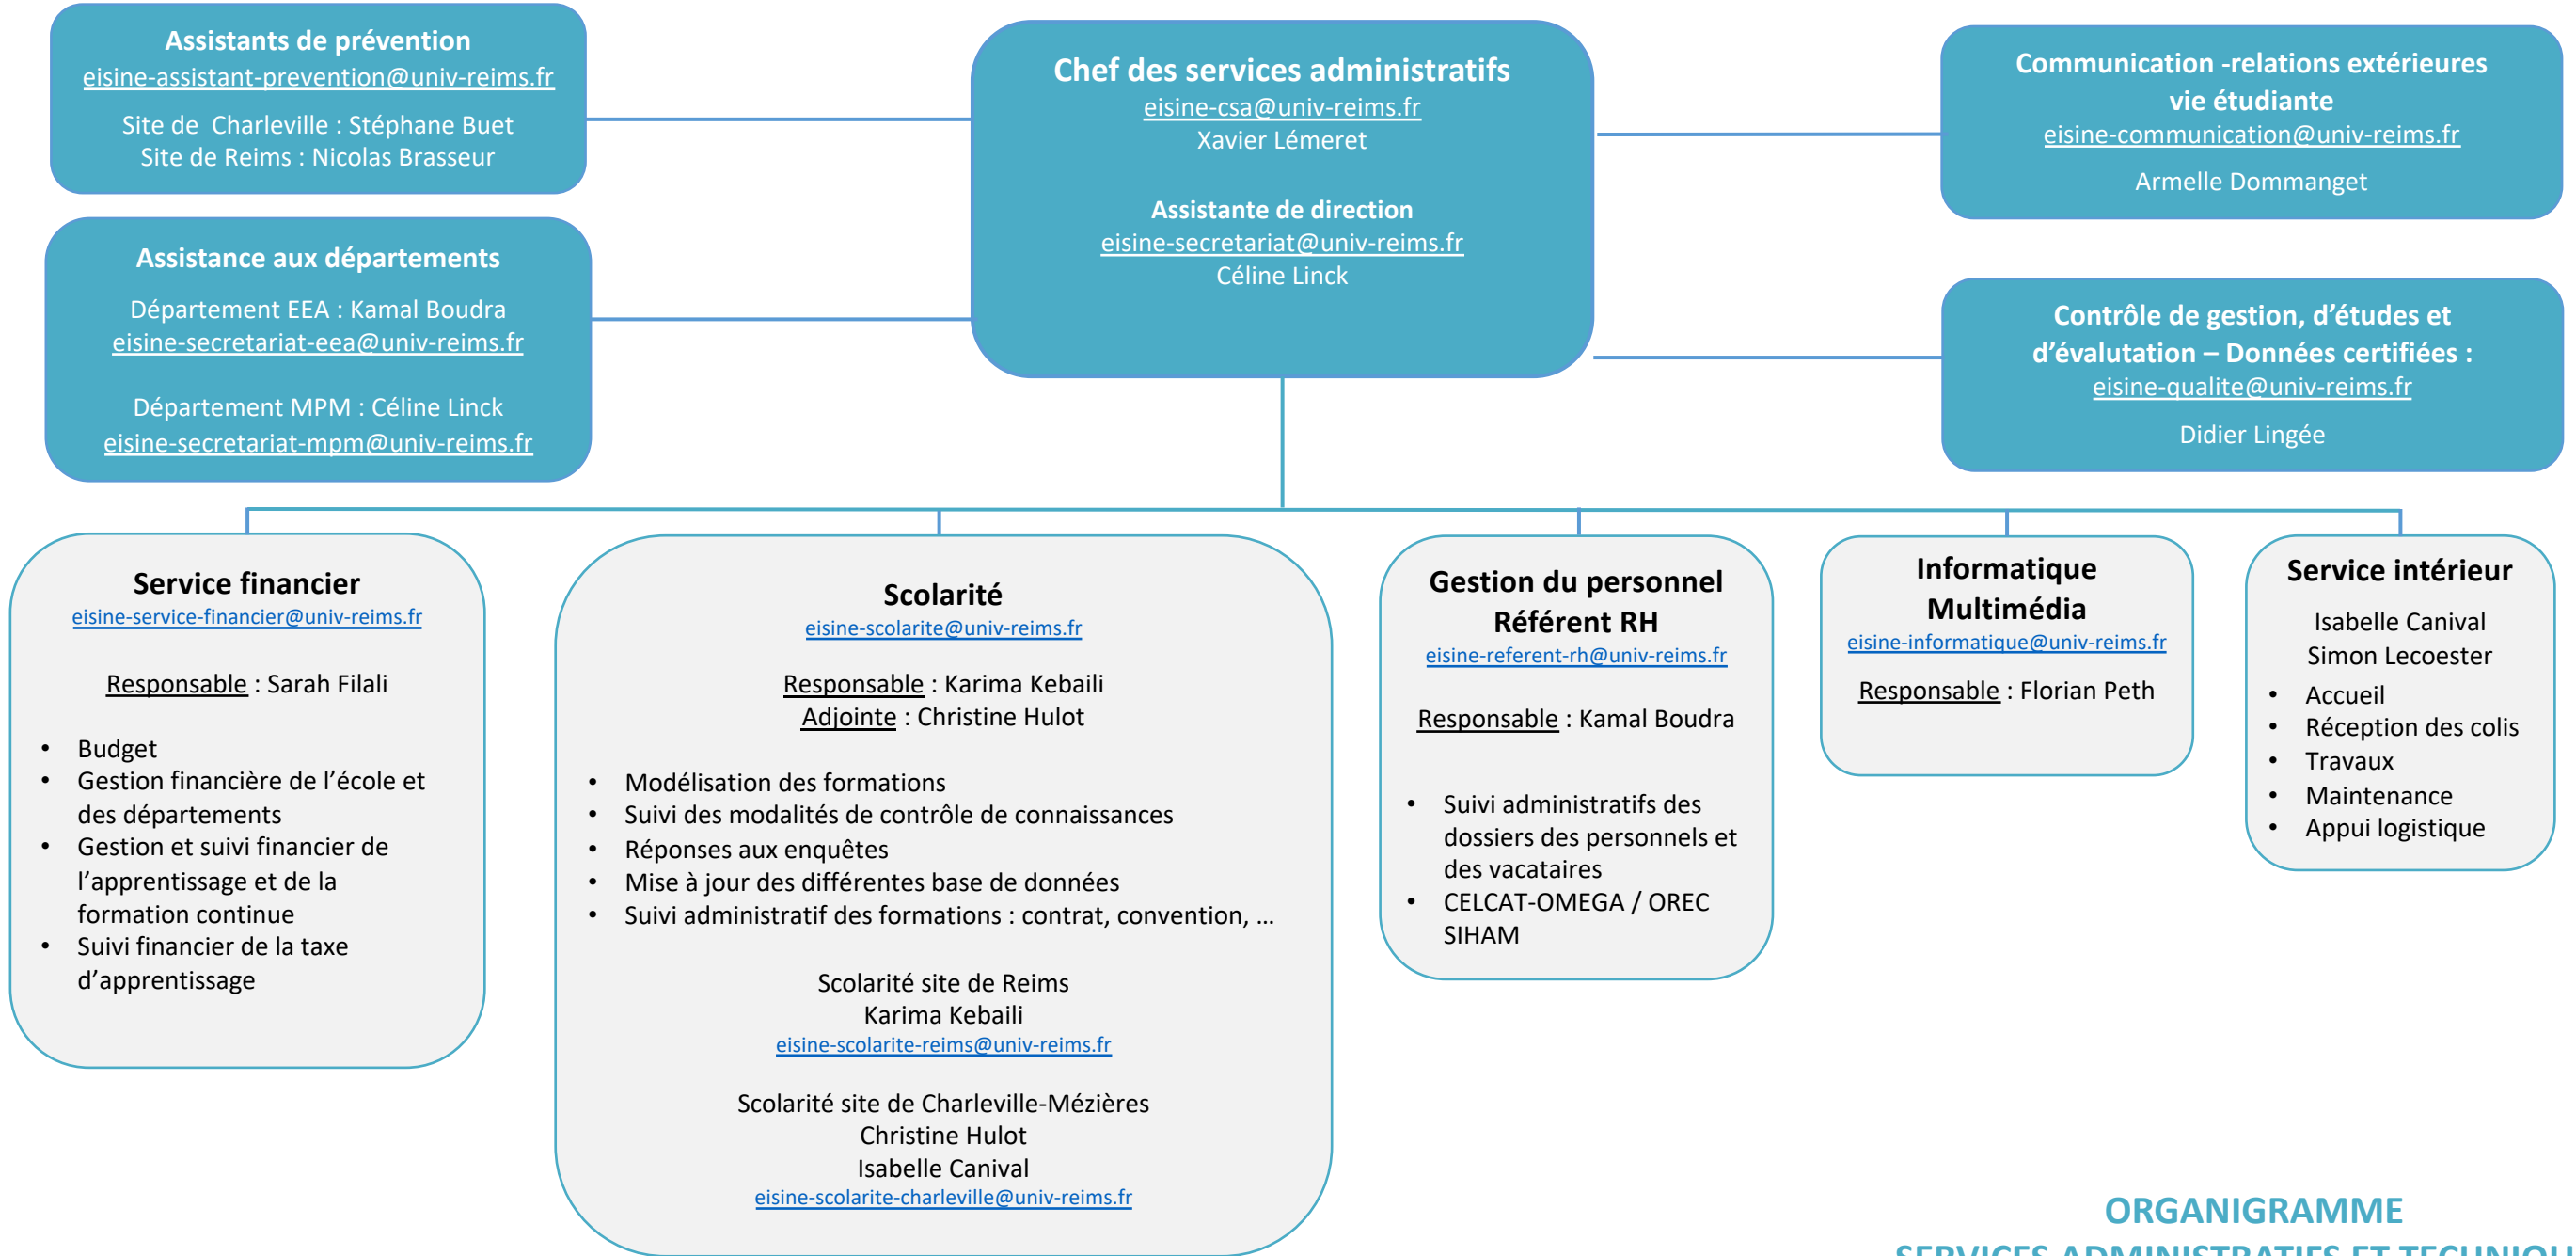 Assistants de prévention
eisine-assistant-prevention@univ-reims.fr
Site de  Charleville : Stéphane Buet
Site de Reims : Nicolas Brasseur
Chef des services administratifs
eisine-csa@univ-reims.fr
Xavier Lémeret
Assistante de direction
eisine-secretariat@univ-reims.fr
Céline Linck
Communication -relations extérieures
vie étudiante
eisine-communication@univ-reims.fr
Armelle Dommanget
Assistance aux départements
Département EEA : Kamal Boudra
eisine-secretariat-eea@univ-reims.fr
Département MPM : Céline Linck
eisine-secretariat-mpm@univ-reims.fr
Contrôle de gestion, d’études et
d’évalutation – Données certifiées :
eisine-qualite@univ-reims.fr
Didier Lingée
Service financier
eisine-service-financier@univ-reims.fr
Responsable : Sarah Filali
• Budget
• Gestion financière de l’école et
des départements
• Gestion et suivi financier de
l’apprentissage et de la
formation continue
• Suivi financier de la taxe
d’apprentissage
Scolarité
eisine-scolarite@univ-reims.fr
Responsable : Karima Kebaili
Adjointe : Christine Hulot
• Modélisation des formations
• Suivi des modalités de contrôle de connaissances
• Réponses aux enquêtes
• Mise à jour des différentes base de données
• Suivi administratif des formations : contrat, convention, …
Scolarité site de Reims
Karima Kebaili
eisine-scolarite-reims@univ-reims.fr
Scolarité site de Charleville-Mézières
Christine Hulot
Isabelle Canival
eisine-scolarite-charleville@univ-reims.fr
Gestion du personnel
Référent RH
eisine-referent-rh@univ-reims.fr
Responsable : Kamal Boudra
• Suivi administratifs des
dossiers des personnels et
des vacataires
• CELCAT-OMEGA / OREC
SIHAM
Informatique
Multimédia
eisine-informatique@univ-reims.fr
Responsable : Florian Peth
Service intérieur
Isabelle Canival
Simon Lecoester
• Accueil
• Réception des colis
• Travaux
• Maintenance
• Appui logistique
ORGANIGRAMME
SERVICES ADMINISTRATIFS ET